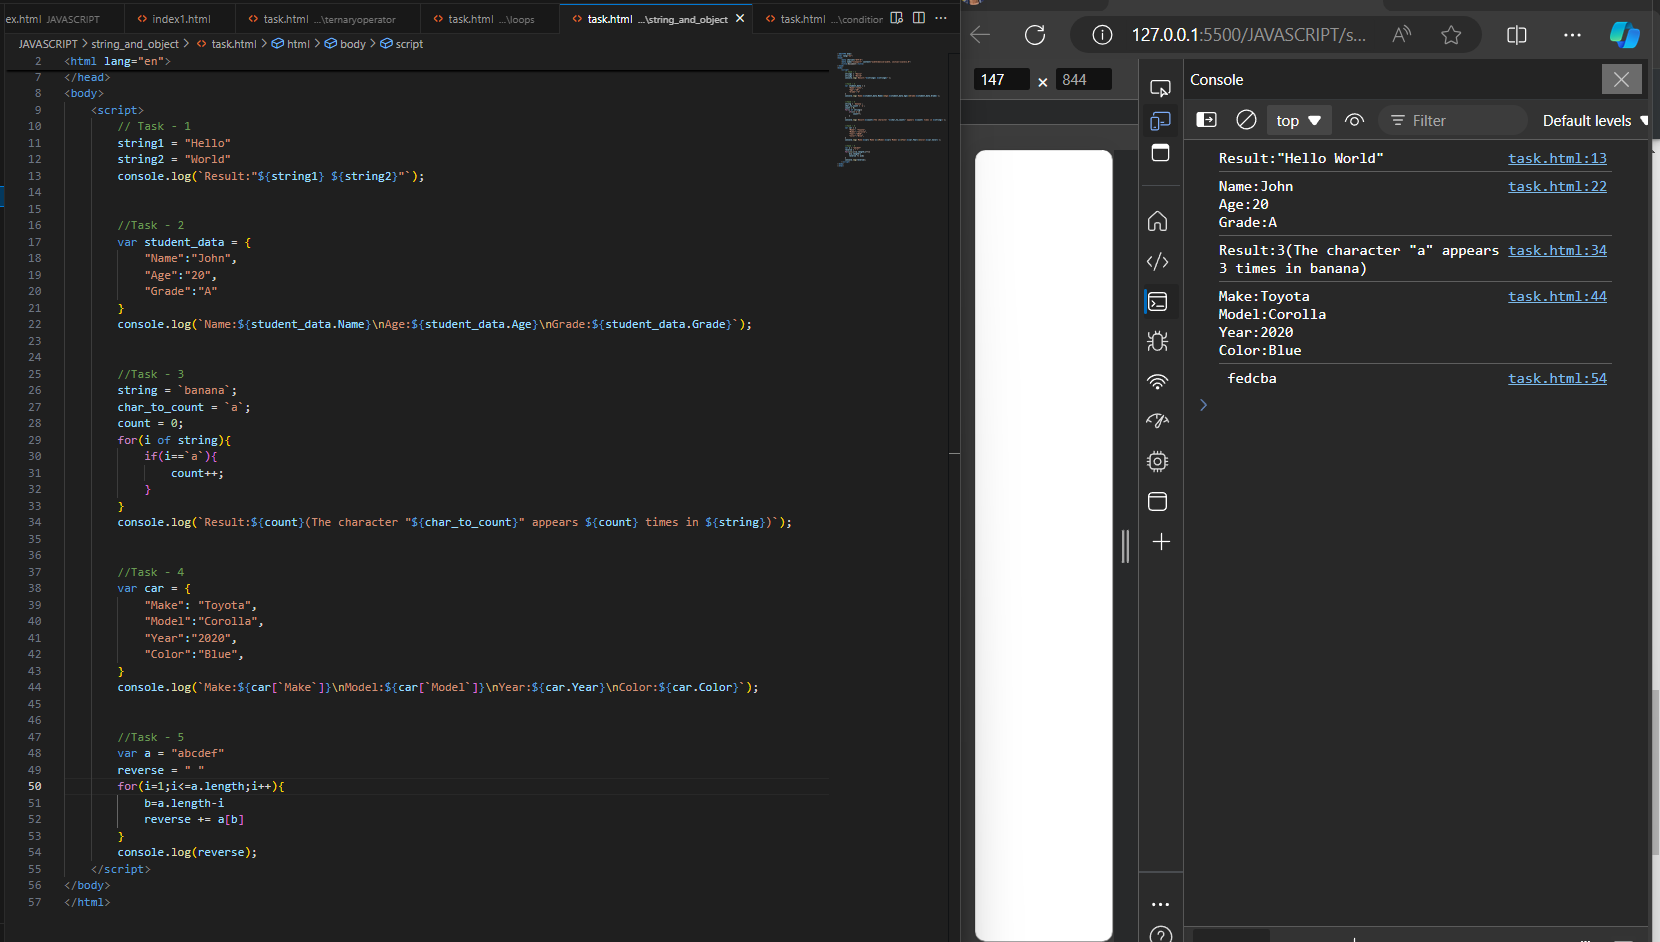 ex.html JAVASCRIPT
index1.html
task.html ...\ternaryoperator
task.html ...\loops
task.html ...\string_and_object
task.html ...\condition
JAVASCRIPT > string_and_object > task.html > html > body > script
2 <html lang="en">
7 </head>
8 <body>
9 <script>
10 // Task - 1
11 string1 = "Hello"
12 string2 = "World"
13 console.log(`Result:"${string1} ${string2}"`);
14
15
16 //Task - 2
17 var student_data = {
18 "Name":"John",
19 "Age":"20",
20 "Grade":"A"
21 }
22 console.log(`Name:${student_data.Name}\nAge:${student_data.Age}\nGrade:${student_data.Grade}`);
23
24
25 //Task - 3
26 string = `banana`;
27 char_to_count = `a`;
28 count = 0;
29 for(i of string){
30 if(i==`a`){
31 count++;
32 }
33 }
34 console.log(`Result:${count}(The character "${char_to_count}" appears ${count} times in ${string})`);
35
36
37 //Task - 4
38 var car = {
39 "Make": "Toyota",
40 "Model":"Corolla",
41 "Year":"2020",
42 "Color":"Blue",
43 }
44 console.log(`Make:${car[`Make`]}\nModel:${car[`Model`]}\nYear:${car.Year}\nColor:${car.Color}`);
45
46
47 //Task - 5
48 var a = "abcdef"
49 reverse = " "
50 for(i=1;i<=a.length;i++){
51 b=a.length-i
52 reverse += a[b]
53 }
54 console.log(reverse);
55 </script>
56 </body>
57 </html>
127.0.0.1:5500/JAVASCRIPT/s...
147 × 844
Console
top Filter Default levels
Result:"Hello World" task.html:13
Name:John task.html:22
Age:20
Grade:A
Result:3(The character "a" appears task.html:34
3 times in banana)
Make:Toyota task.html:44
Model:Corolla
Year:2020
Color:Blue
fedcba task.html:54